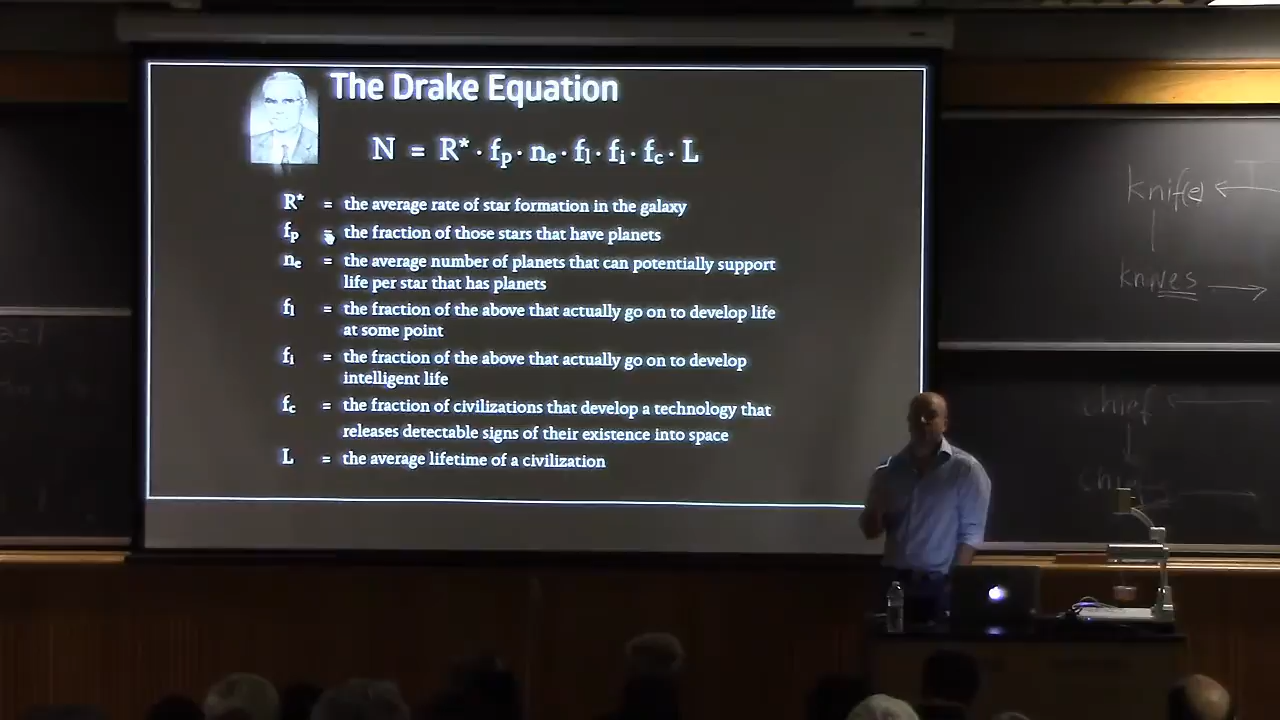 The Drake Equation
N = R* · fp · ne · fl · fi · fc · L
R* = the average rate of star formation in the galaxy
fp = the fraction of those stars that have planets
ne = the average number of planets that can potentially support
life per star that has planets
fl = the fraction of the above that actually go on to develop life
at some point
fi = the fraction of the above that actually go on to develop
intelligent life
fc = the fraction of civilizations that develop a technology that
releases detectable signs of their existence into space
L = the average lifetime of a civilization
knif(e)
knives
chief